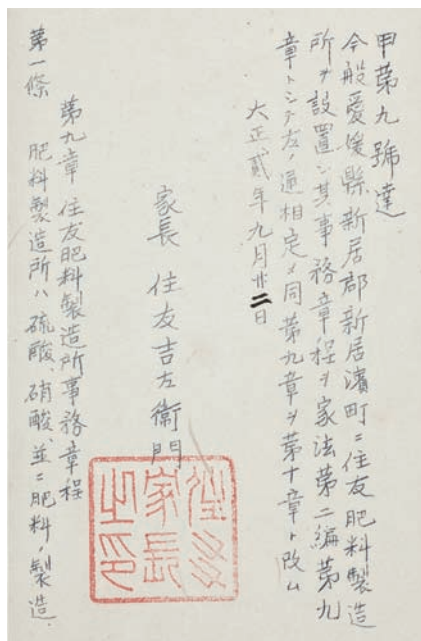 甲第九號達
今般愛媛縣新居郡新居濱町ニ住友肥料製造
所ヲ設置シ其事務章程ヲ家法第二編第九
章トシテ左ノ通相定メ同第九章ヲ第十章ト改ム
大正貳年九月廿二日
家長 住友吉左衞門
住友
家長
之印
第九章 住友肥料製造所事務章程
第一條 肥料製造所ハ硫酸、硝酸、並ニ肥料ノ製造、